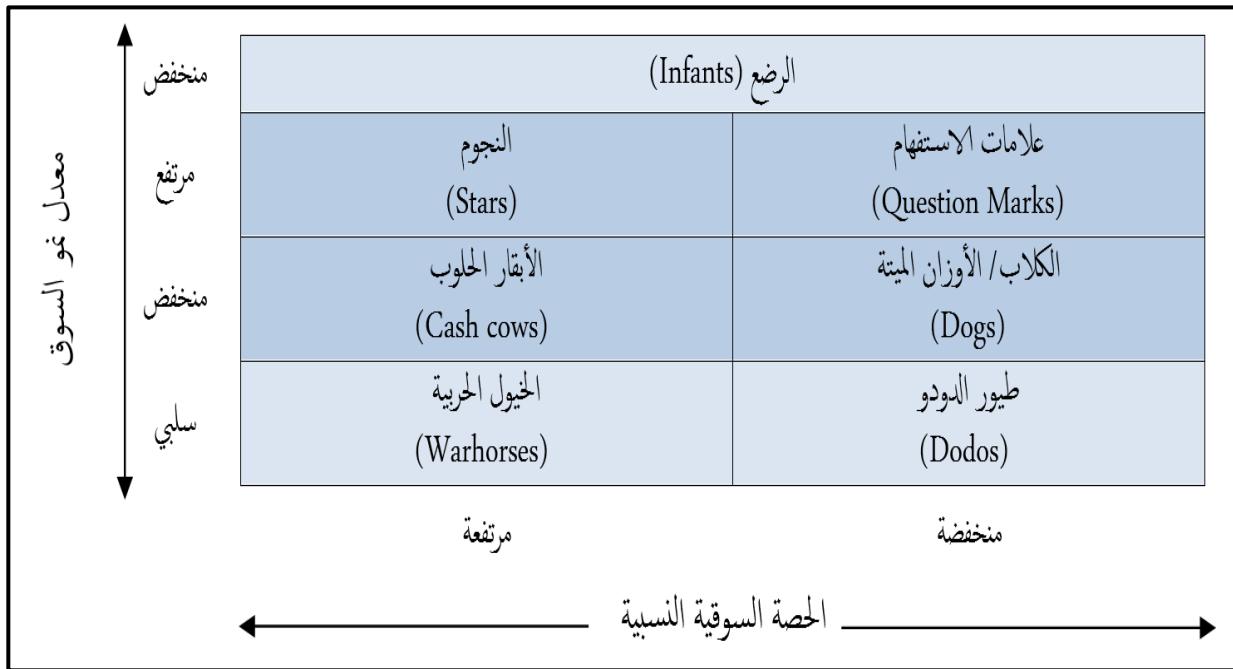 منخفض
الرضع (Infants)
معدل نمو السوق
مرتفع
النجوم
(Stars)
علامات الاستفهام
(Question Marks)
منخفض
الأبقار الحلوب
(Cash cows)
الكلاب/ الأوزان الميتة
(Dogs)
سلبي
الخيول الحربية
(Warhorses)
طيور الدودو
(Dodos)
مرتفعة
منخفضة
الحصة السوقية النسبية